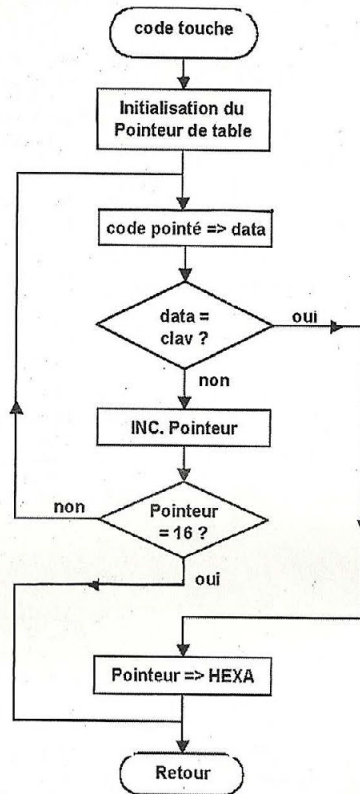 code touche
Initialisation du
Pointeur de table
code pointé => data
data =
clav ?
oui
non
INC. Pointeur
non
Pointeur
= 16 ?
oui
Pointeur => HEXA
Retour